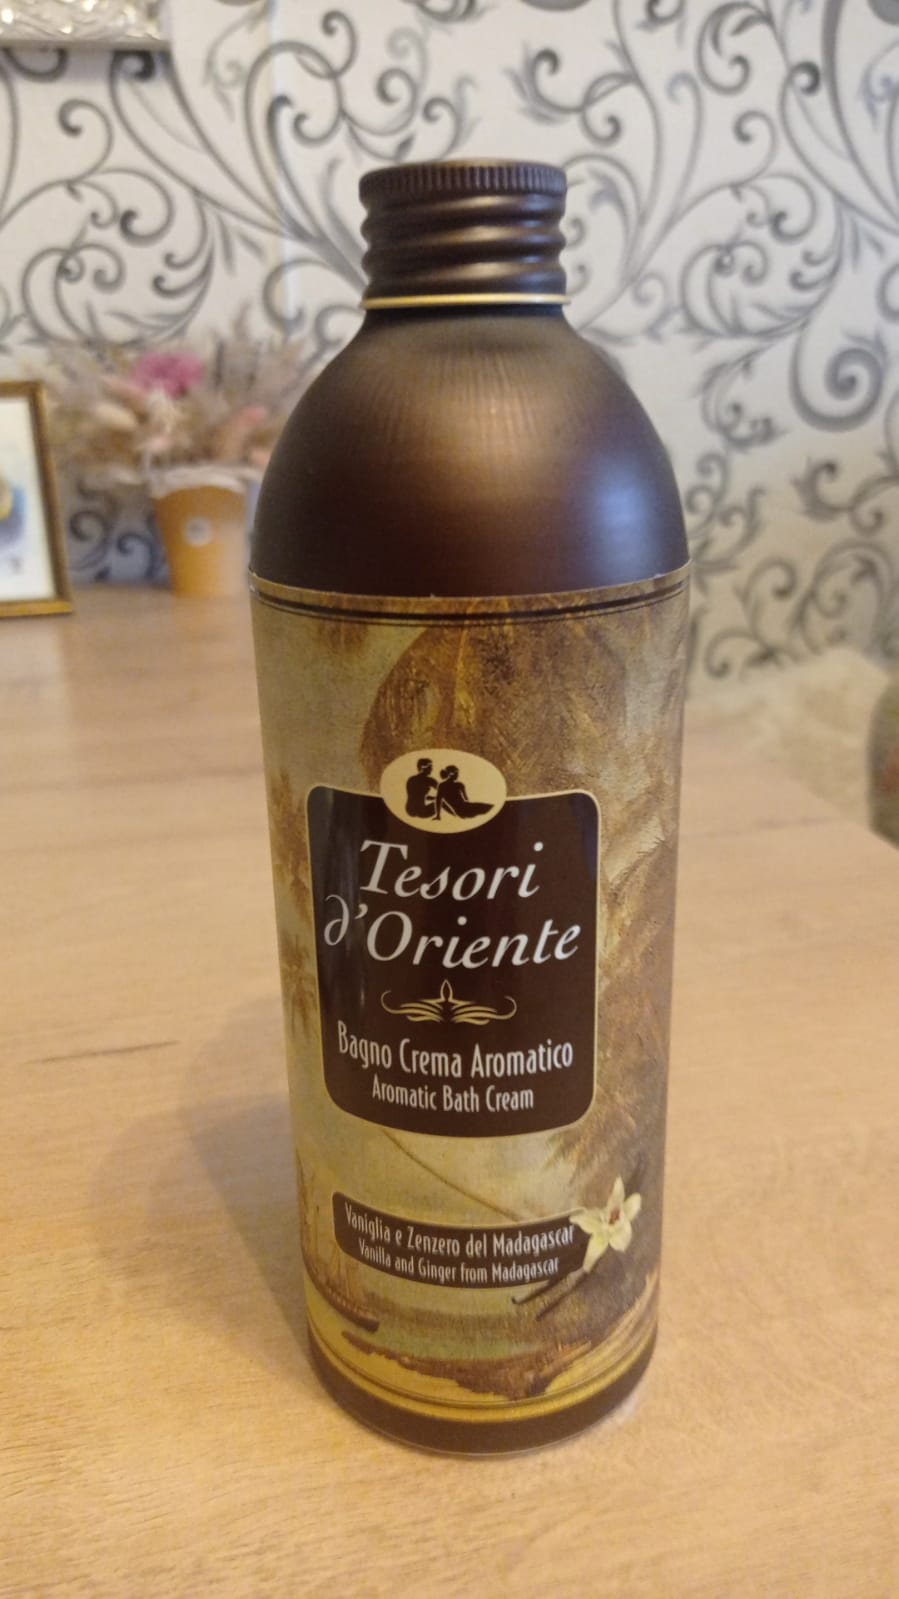 Tesori
d'Oriente
Bagno Crema Aromatico
Aromatic Bath Cream
Vaniglia e Zenzero del Madagascar
Vanilla and Ginger from Madagascar